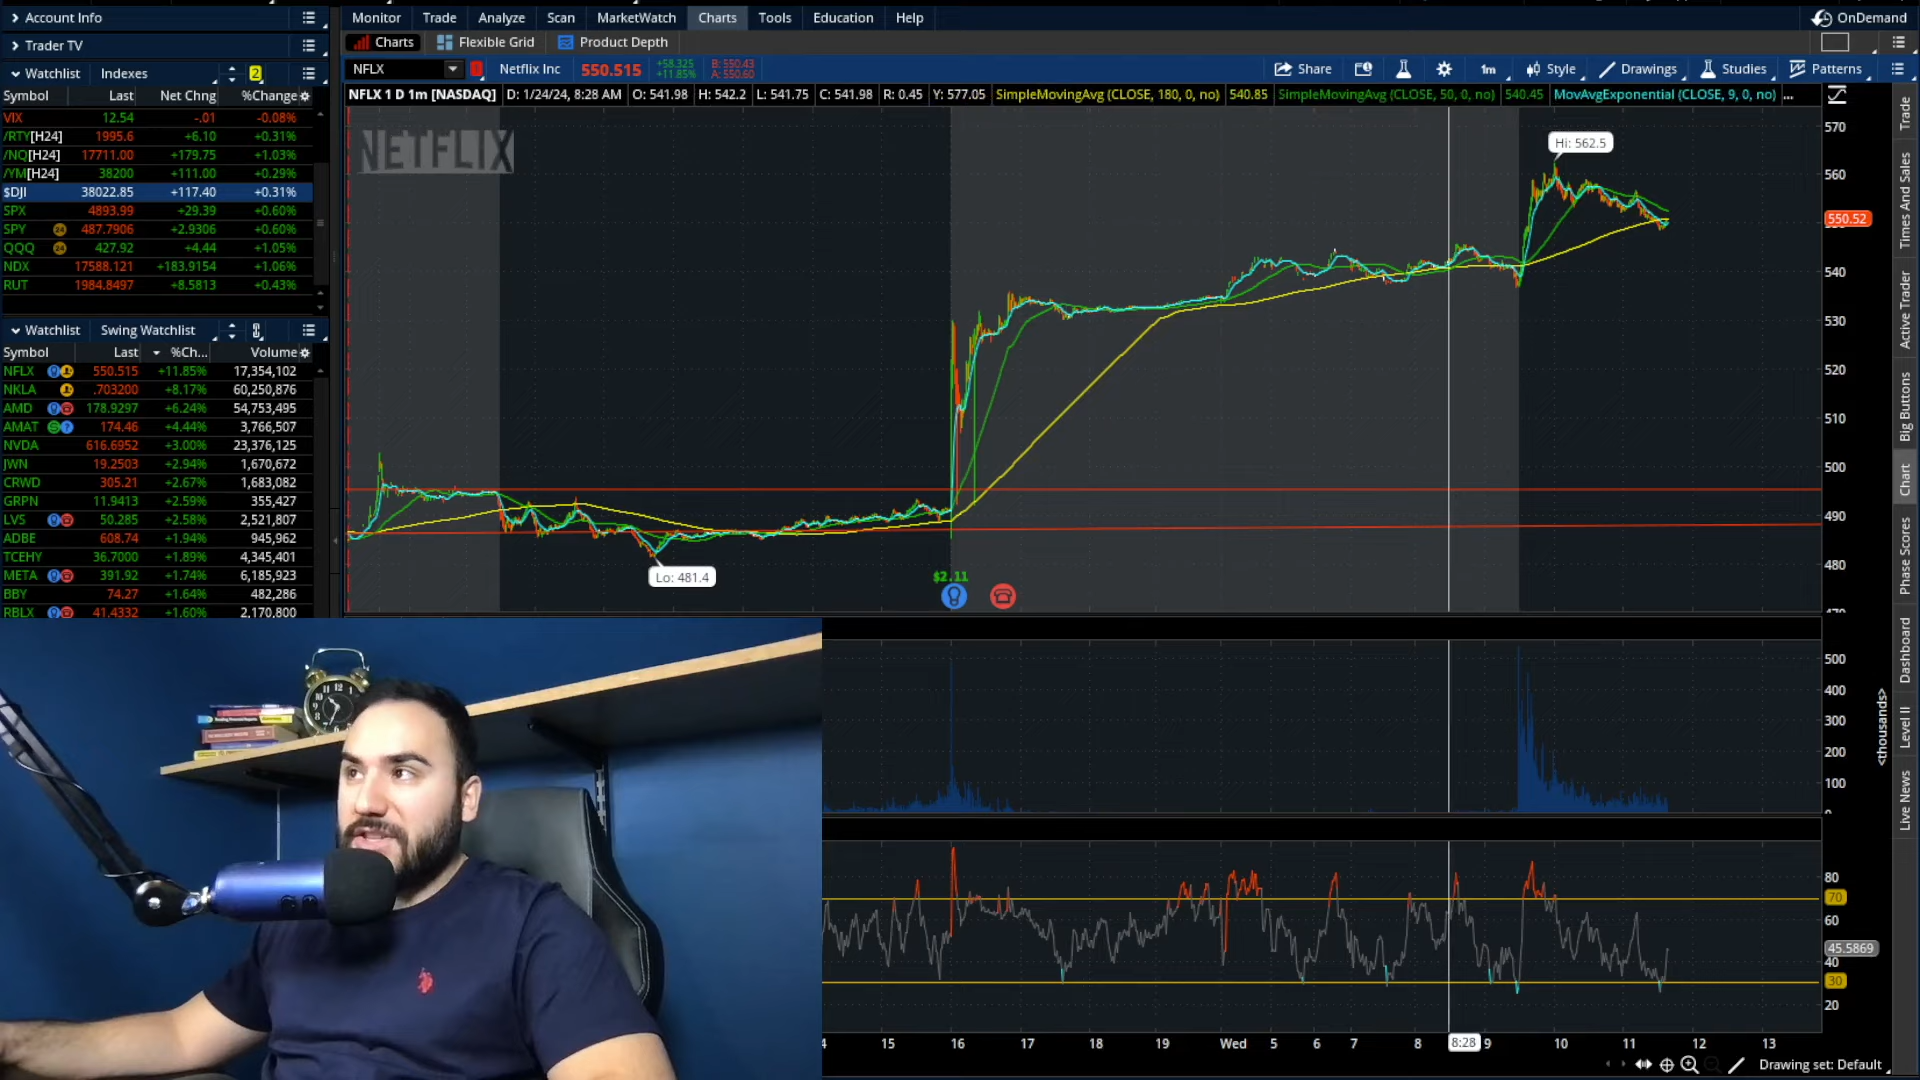 Account Info
Trader TV
Watchlist Indexes 2
Symbol Last Net Chng %Change
VIX 12.54 -.01 -0.08%
/RTY[H24] 1995.6 +6.10 +0.31%
/NQ[H24] 17711.00 +179.75 +1.03%
/YM[H24] 38200 +111.00 +0.29%
$DJI 38022.85 +117.40 +0.31%
SPX 4893.99 +29.39 +0.60%
SPY 24 487.7906 +2.9306 +0.60%
QQQ 24 427.92 +4.44 +1.05%
NDX 17588.121 +183.9154 +1.06%
RUT 1984.8497 +8.5813 +0.43%
Watchlist Swing Watchlist
Symbol Last %Ch... Volume
NFLX 550.515 +11.85% 17,354,102
NKLA .703200 +8.17% 60,250,876
AMD 178.9297 +6.24% 54,753,495
AMAT 174.46 +4.44% 3,766,507
NVDA 616.6952 +3.00% 23,376,125
JWN 19.2503 +2.94% 1,670,672
CRWD 305.21 +2.67% 1,683,082
GRPN 11.9413 +2.59% 355,427
LVS 50.285 +2.58% 2,521,807
ADBE 608.74 +1.94% 945,962
TCEHY 36.7000 +1.89% 4,345,401
META 391.92 +1.74% 6,185,923
BBY 74.27 +1.64% 482,286
RBLX 41.4332 +1.60% 2,170,800
Monitor Trade Analyze Scan MarketWatch Charts Tools Education Help OnDemand
Charts Flexible Grid Product Depth
NFLX Netflix Inc 550.515 +58.325 +11.85% B: 550.43 A: 550.60 Share 1m Style Drawings Studies Patterns
NFLX 1 D 1m [NASDAQ] D: 1/24/24, 8:28 AM O: 541.98 H: 542.2 L: 541.75 C: 541.98 R: 0.45 Y: 577.05 SimpleMovingAvg (CLOSE, 180, 0, no) 540.85 SimpleMovingAvg (CLOSE, 50, 0, no) 540.45 MovAvgExponential (CLOSE, 9, 0, no) ...
NETFLIX
Hi: 562.5
Lo: 481.4
$2.11
570
560
550.52
540
530
520
510
500
490
480
500
400
300
200
100
<thousands>
80
70
60
45.5869
40
30
20
15 16 17 18 19 Wed 5 6 7 8 8:28 9 10 11 12 13
Drawing set: Default
Trade
Times And Sales
Active Trader
Big Buttons
Chart
Phase Scores
Dashboard
Level II
Live News